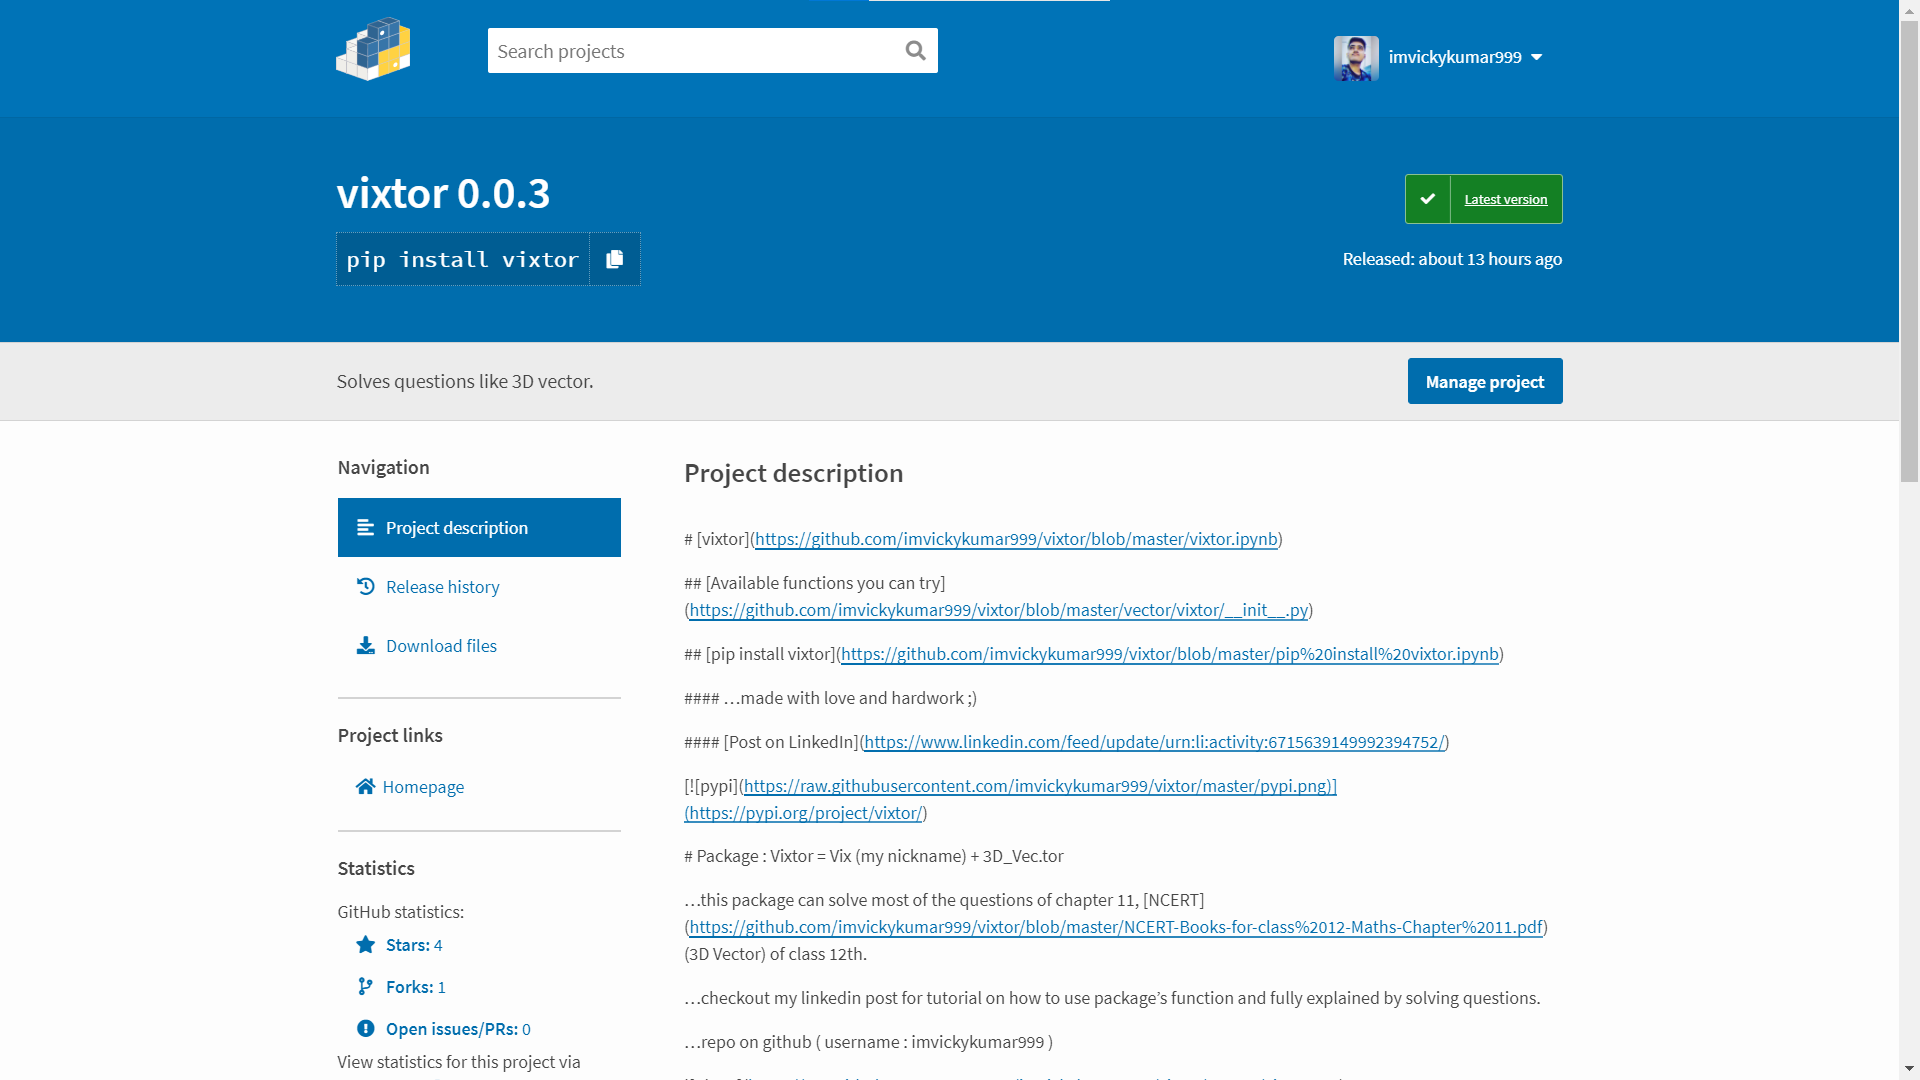 Search projects
imvickykumar999
vixtor 0.0.3
pip install vixtor
Latest version
Released: about 13 hours ago
Solves questions like 3D vector.
Manage project
Navigation
Project description
Release history
Download files
Project links
Homepage
Statistics
GitHub statistics:
Stars: 4
Forks: 1
Open issues/PRs: 0
View statistics for this project via
Project description
# [vixtor](https://github.com/imvickykumar999/vixtor/blob/master/vixtor.ipynb)
## [Available functions you can try]
(https://github.com/imvickykumar999/vixtor/blob/master/vector/vixtor/__init__.py)
## [pip install vixtor](https://github.com/imvickykumar999/vixtor/blob/master/pip%20install%20vixtor.ipynb)
#### …made with love and hardwork ;)
#### [Post on LinkedIn](https://www.linkedin.com/feed/update/urn:li:activity:6715639149992394752/)
[![pypi](https://raw.githubusercontent.com/imvickykumar999/vixtor/master/pypi.png)]
(https://pypi.org/project/vixtor/)
# Package : Vixtor = Vix (my nickname) + 3D_Vec.tor
…this package can solve most of the questions of chapter 11, [NCERT]
(https://github.com/imvickykumar999/vixtor/blob/master/NCERT-Books-for-class%2012-Maths-Chapter%2011.pdf)
(3D Vector) of class 12th.
…checkout my linkedin post for tutorial on how to use package’s function and fully explained by solving questions.
…repo on github ( username : imvickykumar999 )